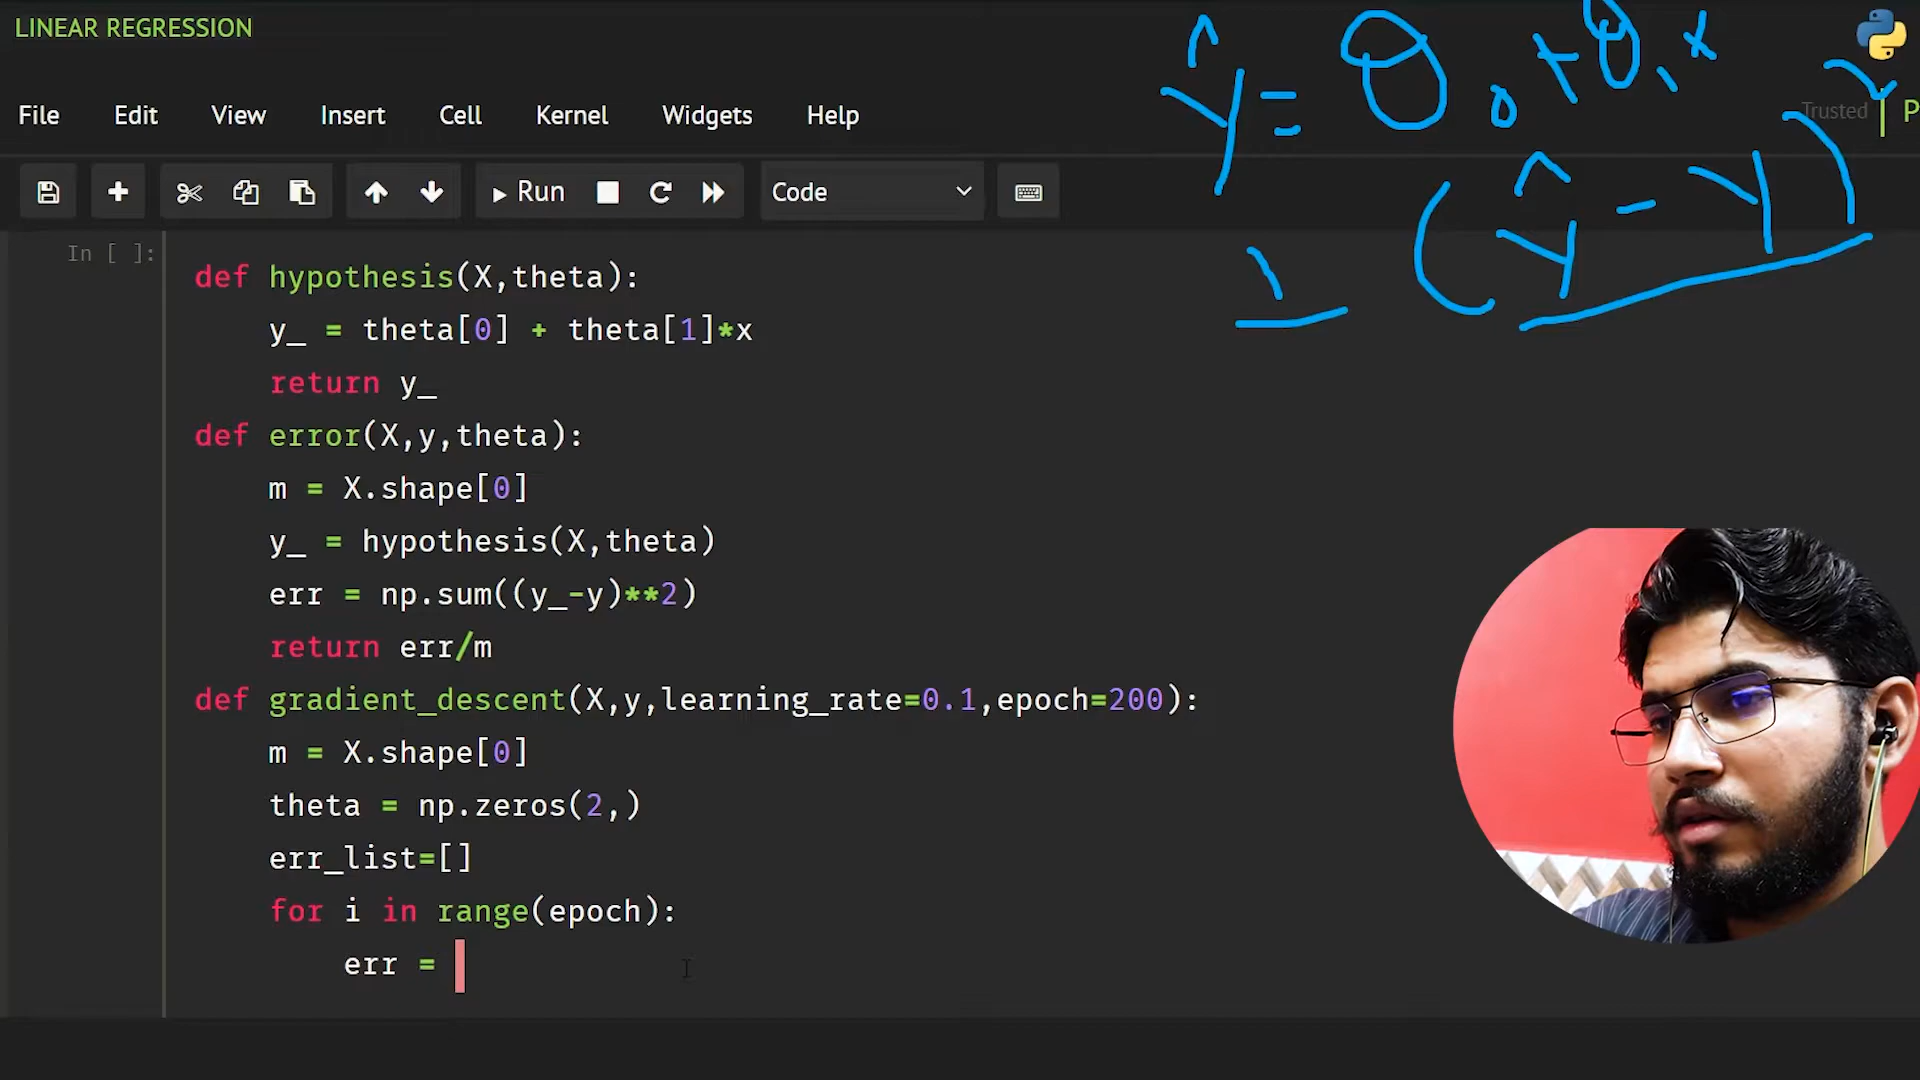 LINEAR REGRESSION
ŷ = θ₀ + θ₁x
File Edit View Insert Cell Kernel Widgets Help
Trusted | P
(ŷ - y)²
Run Code
In [ ]:
def hypothesis(X,theta):
y_ = theta[0] + theta[1]*x
return y_
def error(X,y,theta):
m = X.shape[0]
y_ = hypothesis(X,theta)
err = np.sum((y_-y)**2)
return err/m
def gradient_descent(X,y,learning_rate=0.1,epoch=200):
m = X.shape[0]
theta = np.zeros(2,)
err_list=[]
for i in range(epoch):
err =